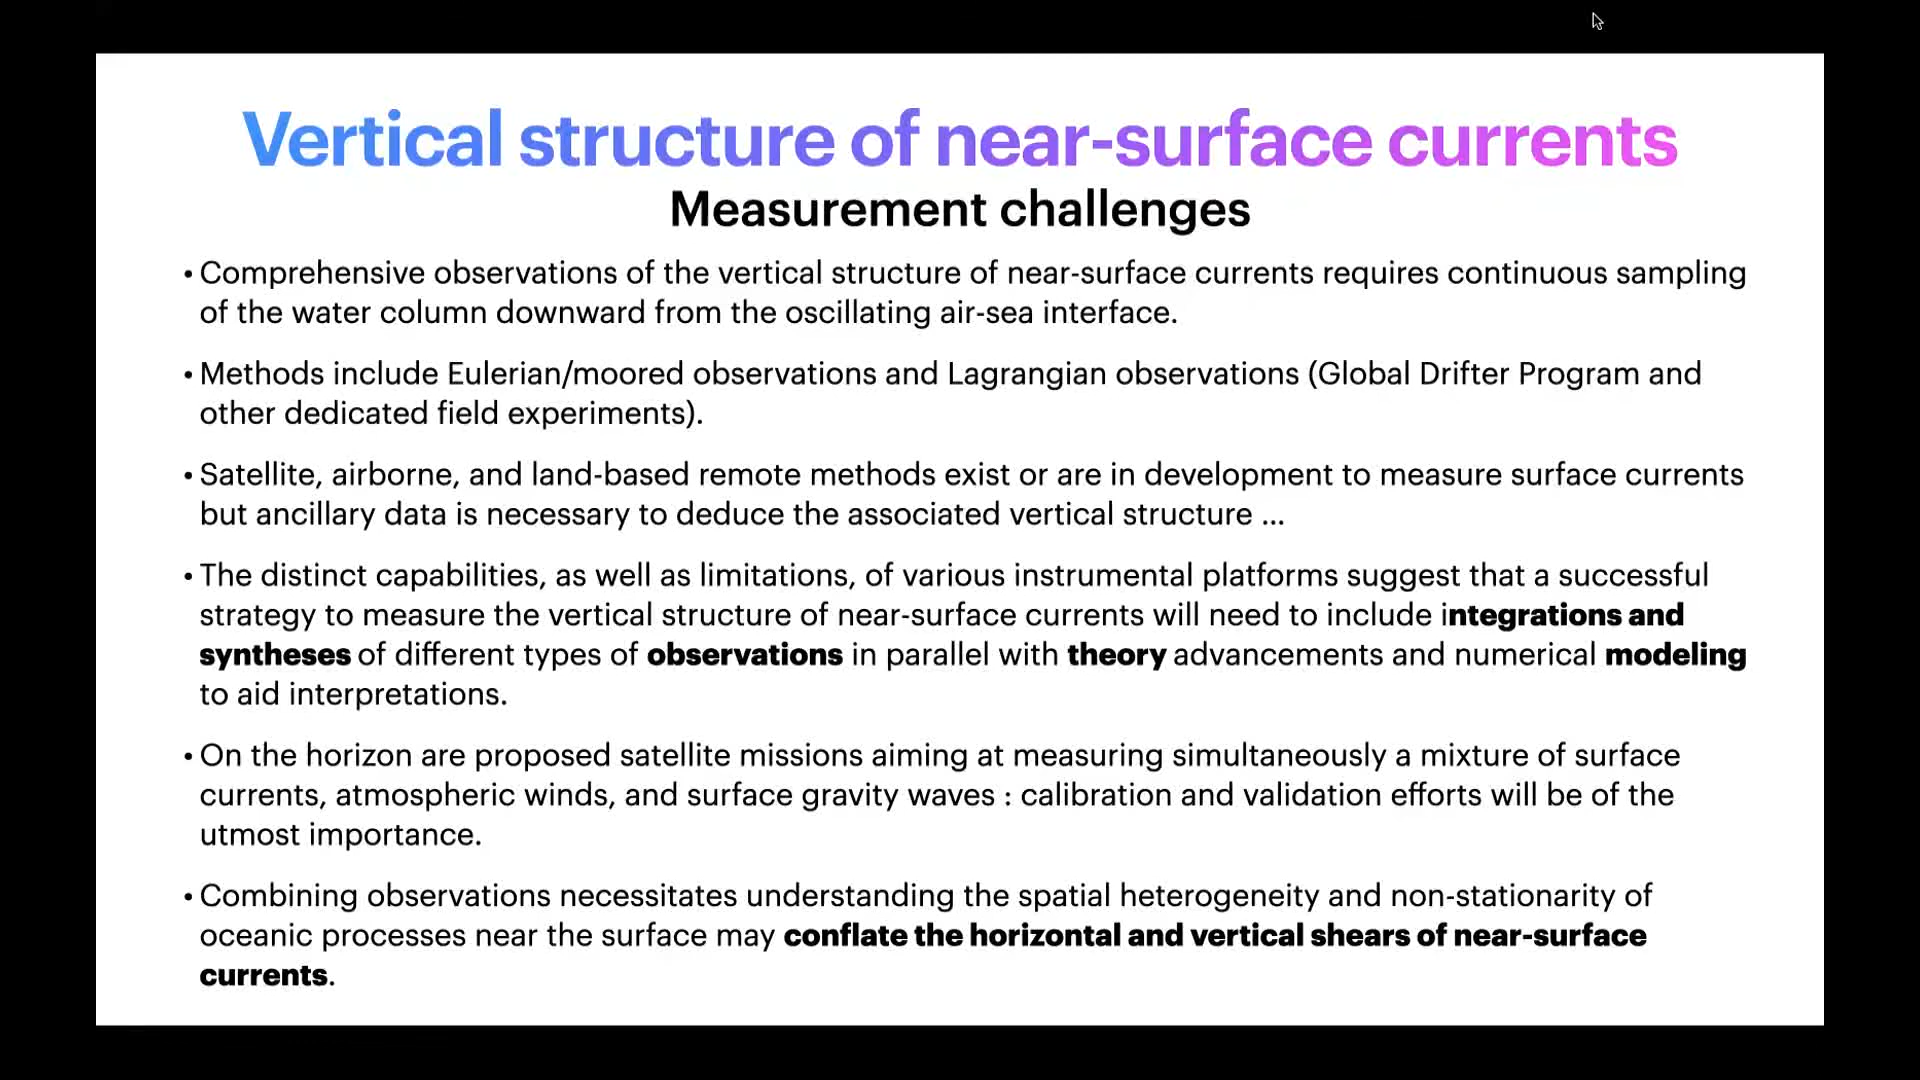 Vertical structure of near-surface currents
Measurement challenges
• Comprehensive observations of the vertical structure of near-surface currents requires continuous sampling
of the water column downward from the oscillating air-sea interface.
• Methods include Eulerian/moored observations and Lagrangian observations (Global Drifter Program and
other dedicated field experiments).
• Satellite, airborne, and land-based remote methods exist or are in development to measure surface currents
but ancillary data is necessary to deduce the associated vertical structure ...
• The distinct capabilities, as well as limitations, of various instrumental platforms suggest that a successful
strategy to measure the vertical structure of near-surface currents will need to include integrations and
syntheses of different types of observations in parallel with theory advancements and numerical modeling
to aid interpretations.
• On the horizon are proposed satellite missions aiming at measuring simultaneously a mixture of surface
currents, atmospheric winds, and surface gravity waves : calibration and validation efforts will be of the
utmost importance.
• Combining observations necessitates understanding the spatial heterogeneity and non-stationarity of
oceanic processes near the surface may conflate the horizontal and vertical shears of near-surface
currents.